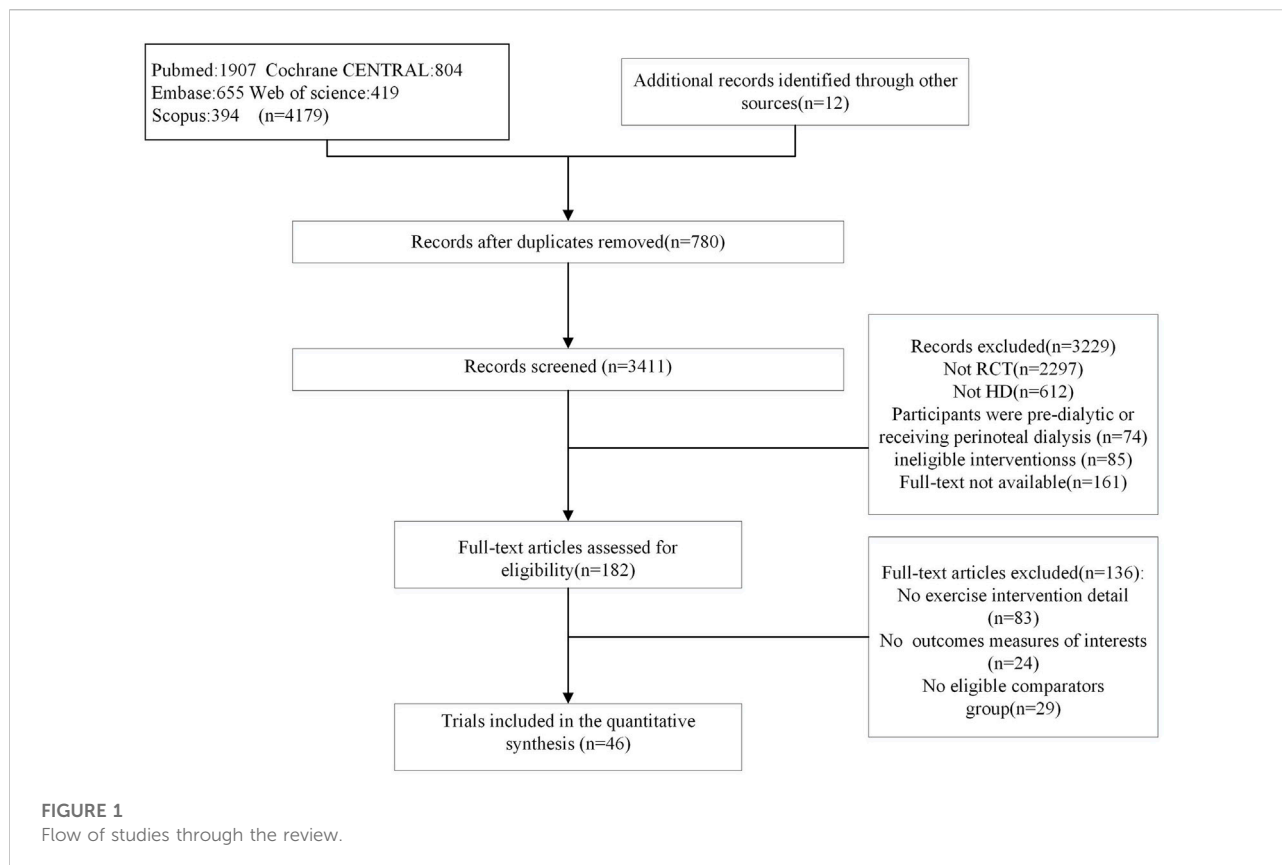 Pubmed:1907 Cochrane CENTRAL:804
Embase:655 Web of science:419
Scopus:394 (n=4179)
Additional records identified through other
sources(n=12)
Records after duplicates removed(n=780)
Records screened (n=3411)
Records excluded(n=3229)
Not RCT(n=2297)
Not HD(n=612)
Participants were pre-dialytic or
receiving perinoteal dialysis (n=74)
ineligible interventionss (n=85)
Full-text not available(n=161)
Full-text articles assessed for
eligibility(n=182)
Full-text articles excluded(n=136):
No exercise intervention detail
(n=83)
No outcomes measures of interests
(n=24)
No eligible comparators
group(n=29)
Trials included in the quantitative
synthesis (n=46)
FIGURE 1
Flow of studies through the review.